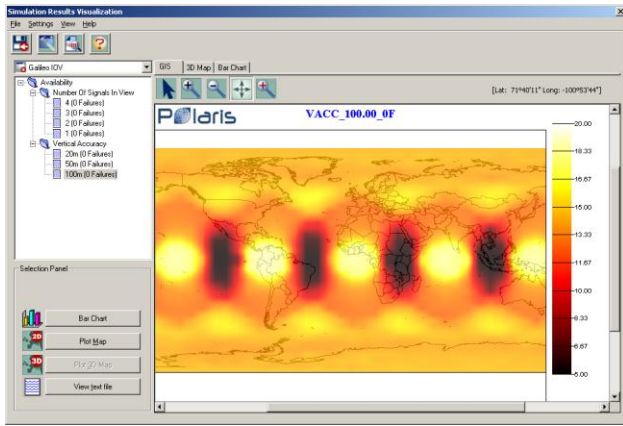 Simulation Results Visualization
File Settings View Help
Galileo IOV
Availability
Number Of Signals In View
4 (0 Failures)
3 (0 Failures)
2 (0 Failures)
1 (0 Failures)
Vertical Accuracy
20m (0 Failures)
50m (0 Failures)
100m (0 Failures)
Selection Panel
Bar Chart
2D
Plot Map
3D
Plot 3D Map
View text file
GIS 3D Map Bar Chart
[Lat: 71°40'11" Long: -100°53'44"]
Polaris
VACC_100.00_0F
20.00
18.33
16.67
15.00
13.33
11.67
10.00
8.33
6.67
5.00